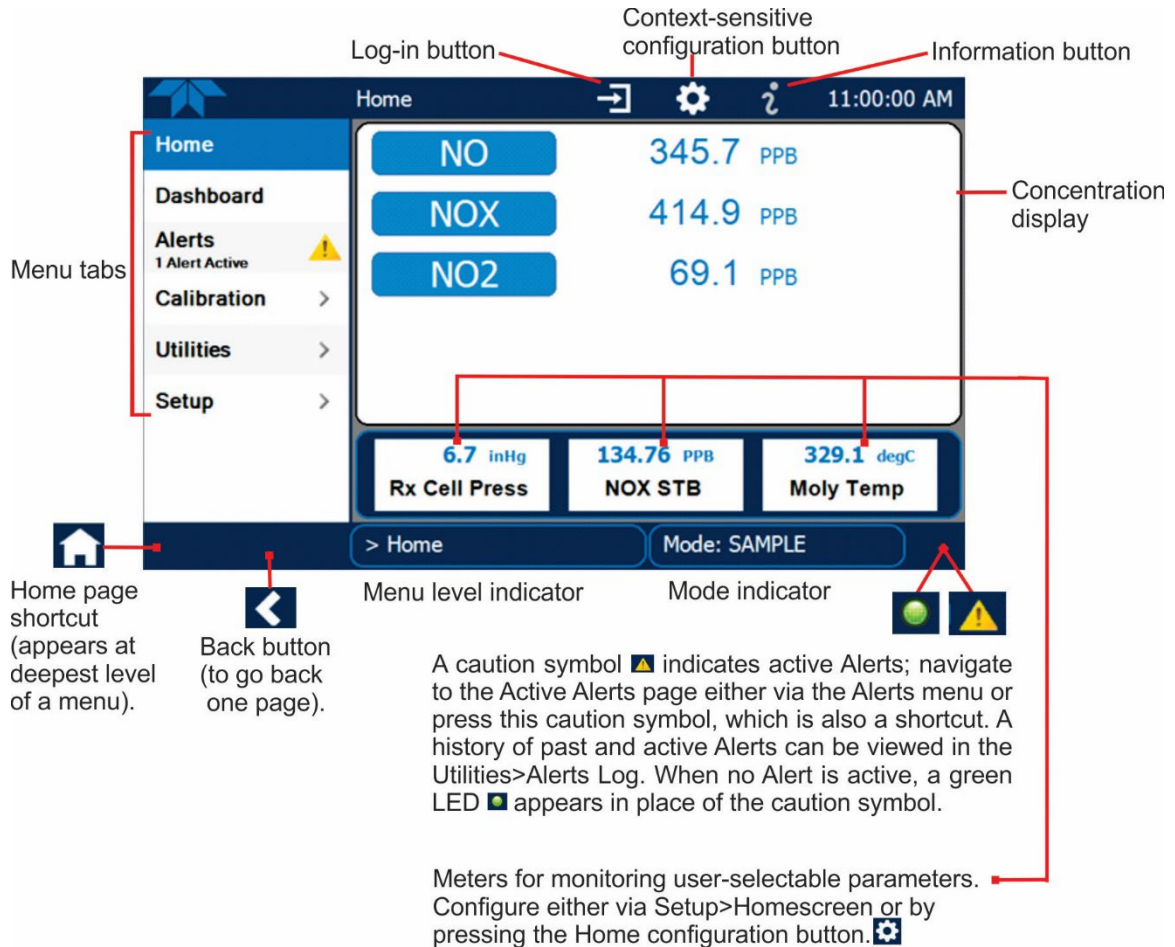 Context-sensitive
configuration button
Log-in button
Information button
Home
11:00:00 AM
Home
Dashboard
Alerts
1 Alert Active
Calibration
Utilities
Setup
Menu tabs
NO 345.7 PPB
NOX 414.9 PPB
NO2 69.1 PPB
Concentration
display
6.7 inHg
Rx Cell Press
134.76 PPB
NOX STB
329.1 degC
Moly Temp
> Home
Mode: SAMPLE
Home page
shortcut
(appears at
deepest level
of a menu).
Back button
(to go back
one page).
Menu level indicator
Mode indicator
A caution symbol indicates active Alerts; navigate
to the Active Alerts page either via the Alerts menu or
press this caution symbol, which is also a shortcut. A
history of past and active Alerts can be viewed in the
Utilities>Alerts Log. When no Alert is active, a green
LED appears in place of the caution symbol.
Meters for monitoring user-selectable parameters.
Configure either via Setup>Homescreen or by
pressing the Home configuration button.